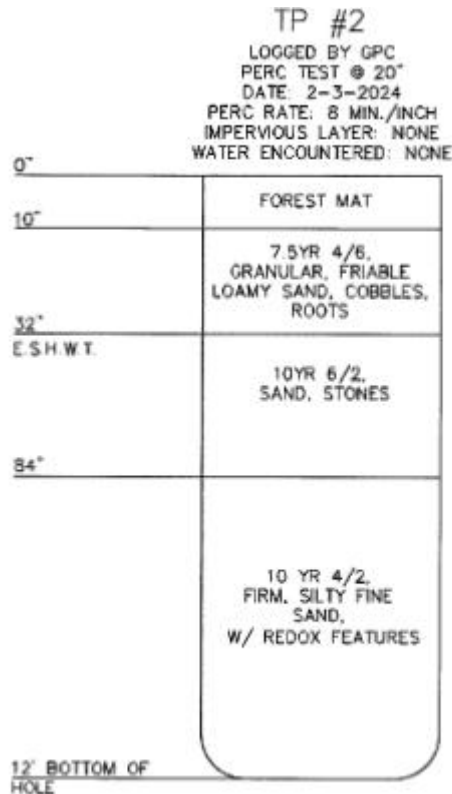 TP #2
LOGGED BY GPC
PERC TEST @ 20"
DATE: 2-3-2024
PERC RATE: 8 MIN./INCH
IMPERVIOUS LAYER: NONE
WATER ENCOUNTERED: NONE
0"
FOREST MAT
10"
7.5YR 4/6,
GRANULAR, FRIABLE
LOAMY SAND, COBBLES,
ROOTS
32"
E.S.H.W.T.
10YR 6/2,
SAND, STONES
84"
10 YR 4/2,
FIRM, SILTY FINE
SAND,
W/ REDOX FEATURES
12' BOTTOM OF
HOLE